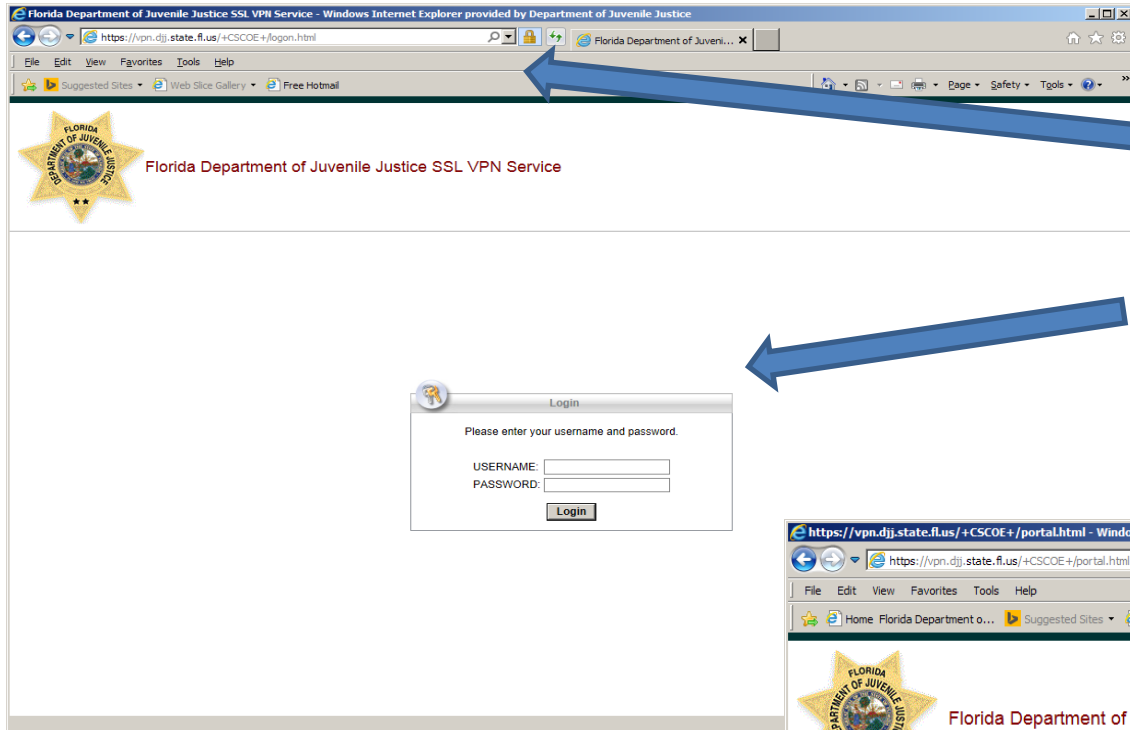 Florida Department of Juvenile Justice SSL VPN Service - Windows Internet Explorer provided by Department of Juvenile Justice
https://vpn.djj.state.fl.us/+CSCOE+/logon.html
Florida Department of Juveni...
File Edit View Favorites Tools Help
Suggested Sites Web Slice Gallery Free Hotmail
Page Safety Tools
FLORIDA
DEPARTMENT OF JUVENILE JUSTICE
Florida Department of Juvenile Justice SSL VPN Service
Login
Please enter your username and password.
USERNAME:
PASSWORD:
Login
https://vpn.djj.state.fl.us/+CSCOE+/portal.html - Windo
https://vpn.djj.state.fl.us/+CSCOE+/portal.html
File Edit View Favorites Tools Help
Home Florida Department o... Suggested Sites
FLORIDA
OF JUVENILE
Florida Department of